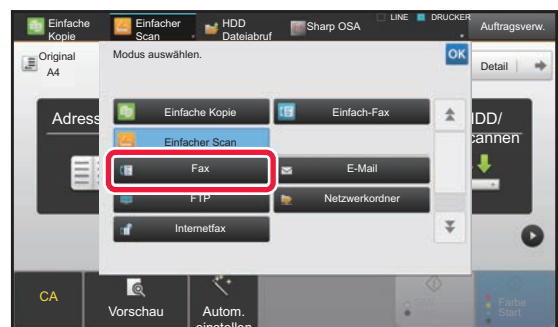 Einfache
Kopie
Einfacher
Scan
HDD
Dateiabruf
Sharp OSA
LINE
DRUCKER
Auftragsverw.
Original
A4
Modus auswählen.
OK
Detail
Adress
Einfache Kopie
Einfach-Fax
HDD/
Einfacher Scan
cannen
Fax
E-Mail
FTP
Netzwerkordner
Internetfax
CA
Vorschau
Autom.
einstellen
Farbe
Start